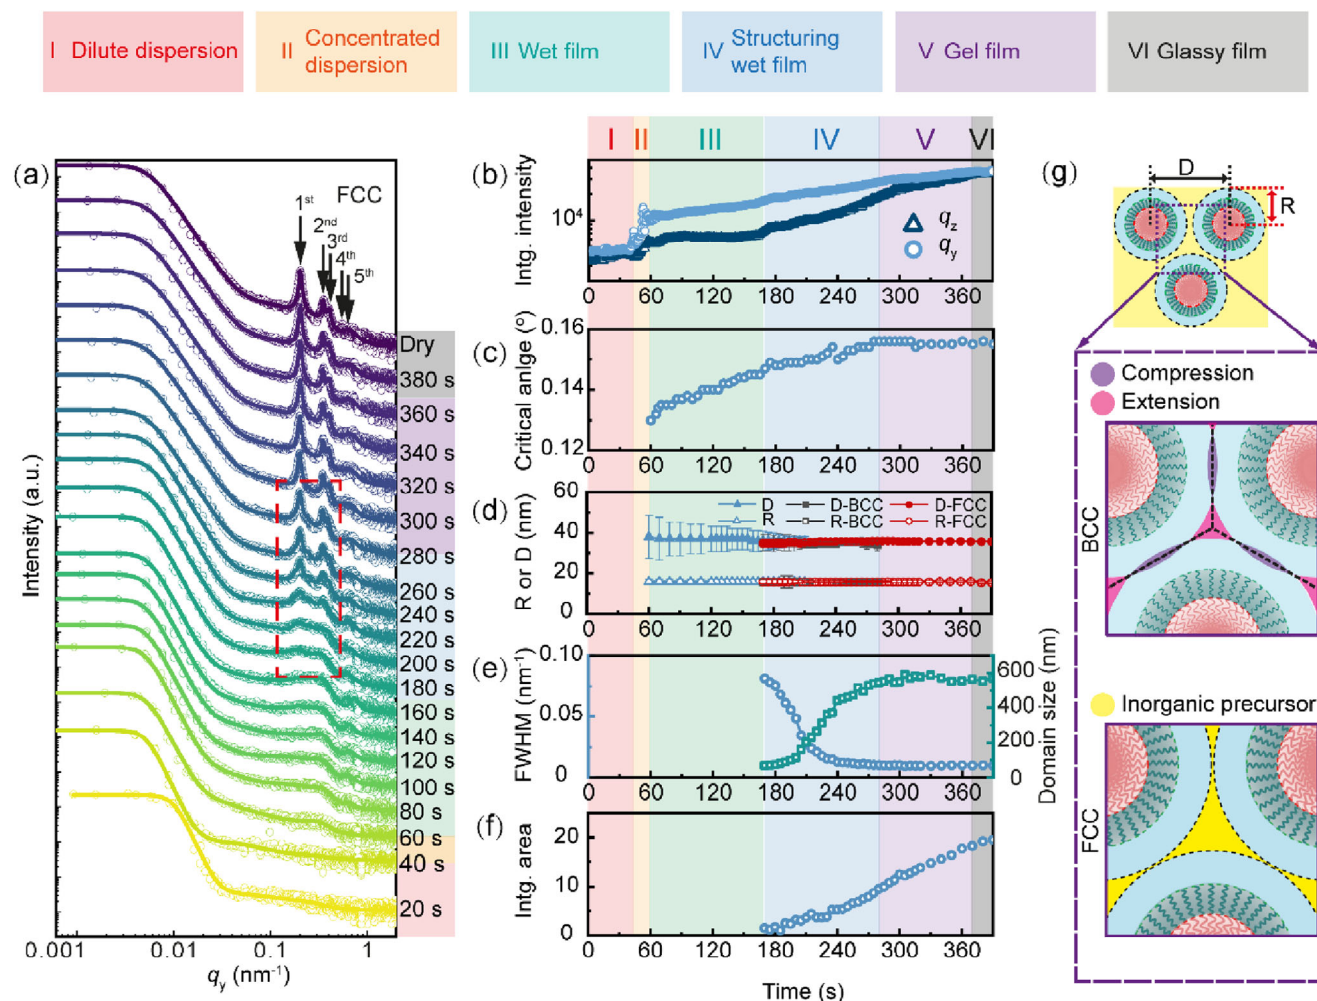 I Dilute dispersion
II Concentrated dispersion
III Wet film
IV Structuring wet film
V Gel film
VI Glassy film
(a)
FCC
1st
2nd
3rd
4th
5th
Dry
380 s
360 s
340 s
320 s
300 s
280 s
260 s
240 s
220 s
200 s
180 s
160 s
140 s
120 s
100 s
80 s
60 s
40 s
20 s
Intensity (a.u.)
0.001 0.01 0.1 1
qy (nm-1)
I II III IV V VI
(b)
Intg. intensity
10⁴
qz
qy
0 60 120 180 240 300 360
(c)
Critical anlge (°)
0.16
0.14
0.12
0 60 120 180 240 300 360
(d)
R or D (nm)
60
40
20
0
D D-BCC D-FCC
R R-BCC R-FCC
0 60 120 180 240 300 360
(e)
FWHM (nm-1)
0.10
0.05
0
Domain size (nm)
600
400
200
0
0 60 120 180 240 300 360
(f)
Intg. area
20
10
0
0 60 120 180 240 300 360
Time (s)
(g)
D
R
Compression
Extension
BCC
Inorganic precursor
FCC